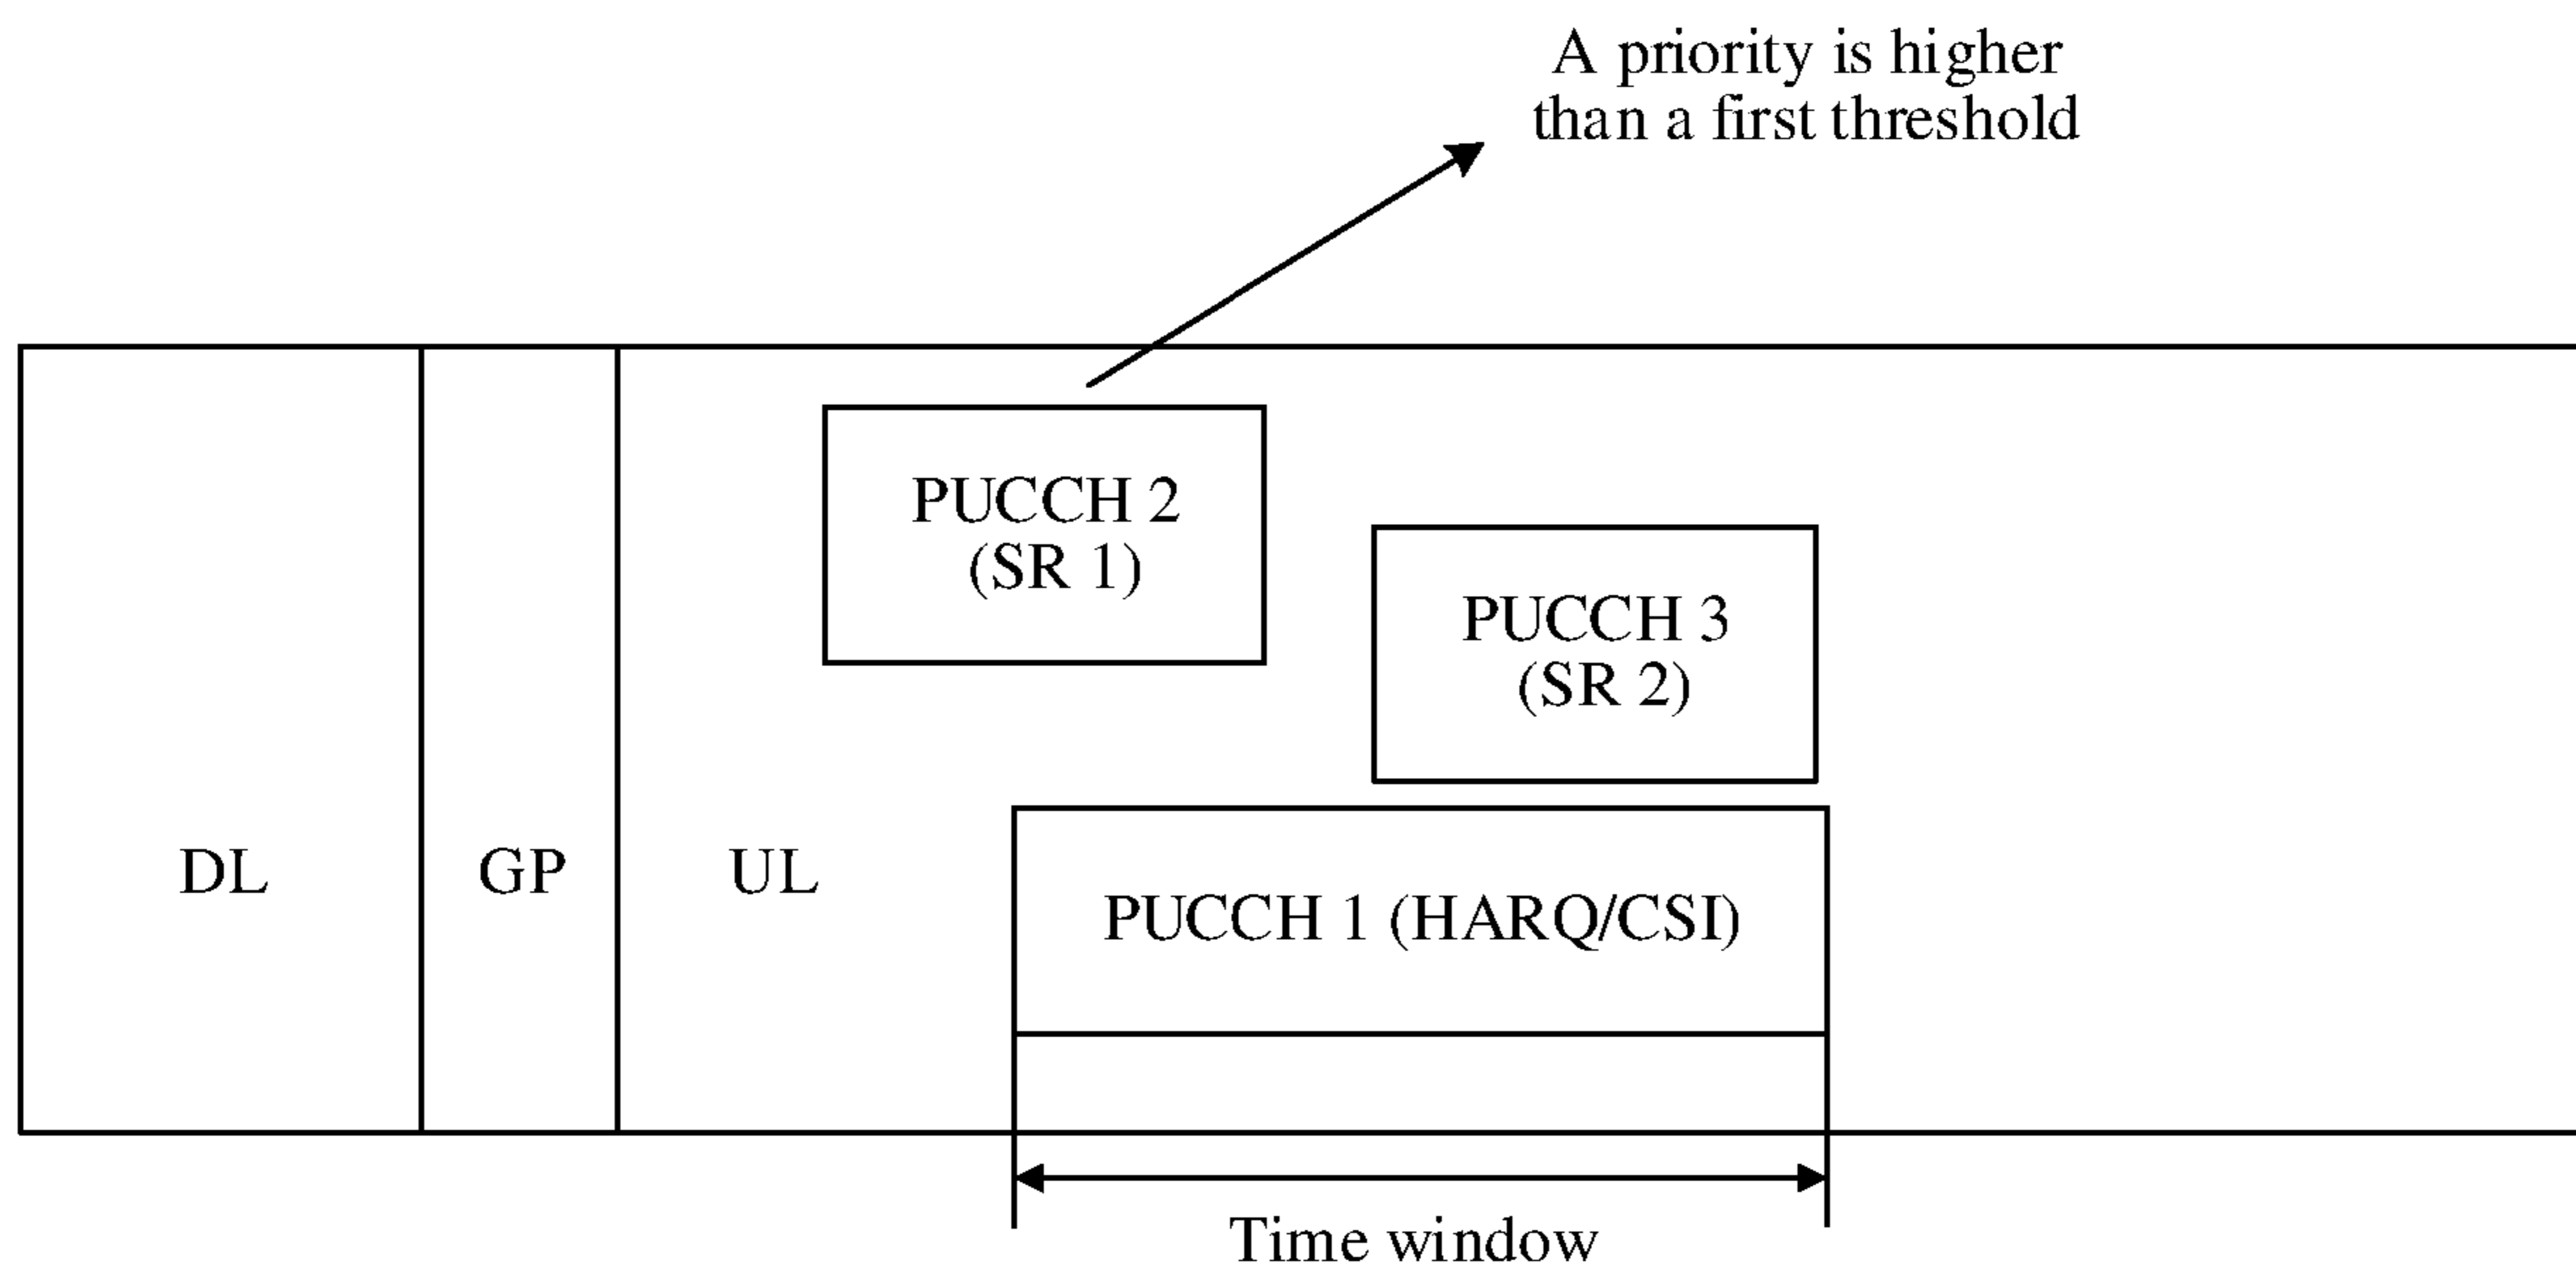 A priority is higher
than a first threshold
PUCCH 2
(SR 1)
PUCCH 3
(SR 2)
DL
GP
UL
PUCCH 1 (HARQ/CSI)
Time window